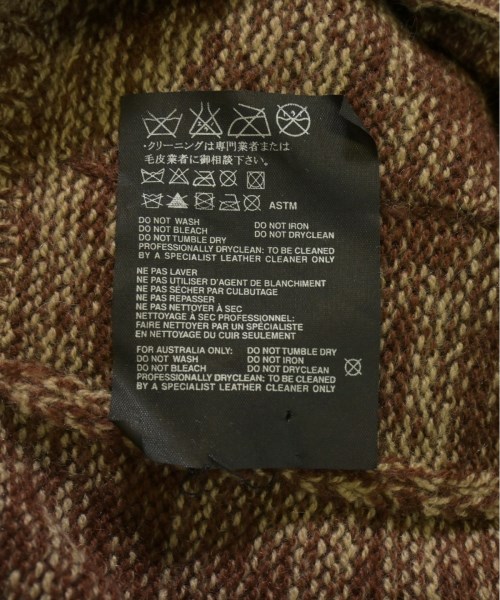 ・クリーニングは専門業者または
毛皮業者に御相談下さい。
ASTM
DO NOT WASH DO NOT IRON
DO NOT BLEACH DO NOT DRYCLEAN
DO NOT TUMBLE DRY
PROFESSIONALLY DRYCLEAN: TO BE CLEANED
BY A SPECIALIST LEATHER CLEANER ONLY
NE PAS LAVER
NE PAS UTILISER D'AGENT DE BLANCHIMENT
NE PAS SÉCHER PAR CULBUTAGE
NE PAS REPASSER
NE PAS NETTOYER À SEC
NETTOYAGE À SEC PROFESSIONNEL:
FAIRE NETTOYER PAR UN SPÉCIALISTE
EN NETTOYAGE DU CUIR SEULEMENT
FOR AUSTRALIA ONLY: DO NOT TUMBLE DRY
DO NOT WASH DO NOT IRON
DO NOT BLEACH DO NOT DRYCLEAN
PROFESSIONALLY DRYCLEAN: TO BE CLEANED
BY A SPECIALIST LEATHER CLEANER ONLY